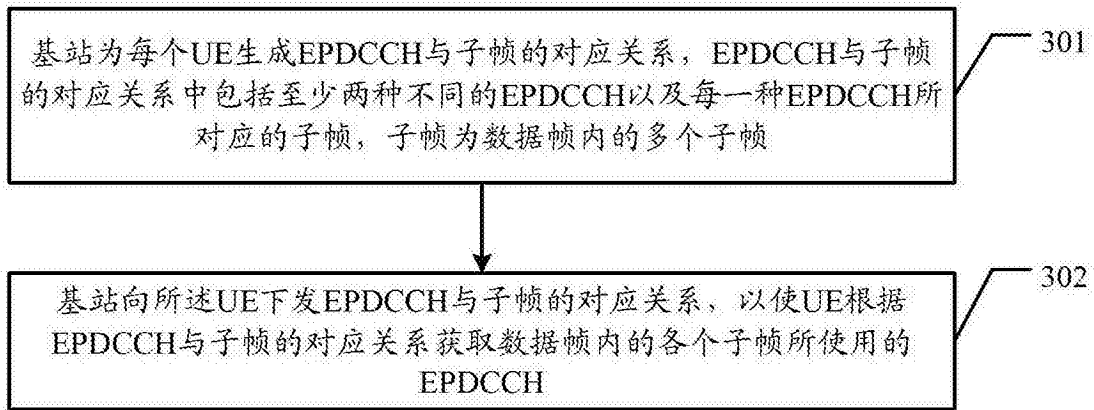 基站为每个UE生成EPDCCH与子帧的对应关系，EPDCCH与子帧
的对应关系中包括至少两种不同的EPDCCH以及每一种EPDCCH所
对应的子帧，子帧为数据帧内的多个子帧
301
基站向所述UE下发EPDCCH与子帧的对应关系，以使UE根据
EPDCCH与子帧的对应关系获取数据帧内的各个子帧所使用的
EPDCCH
302